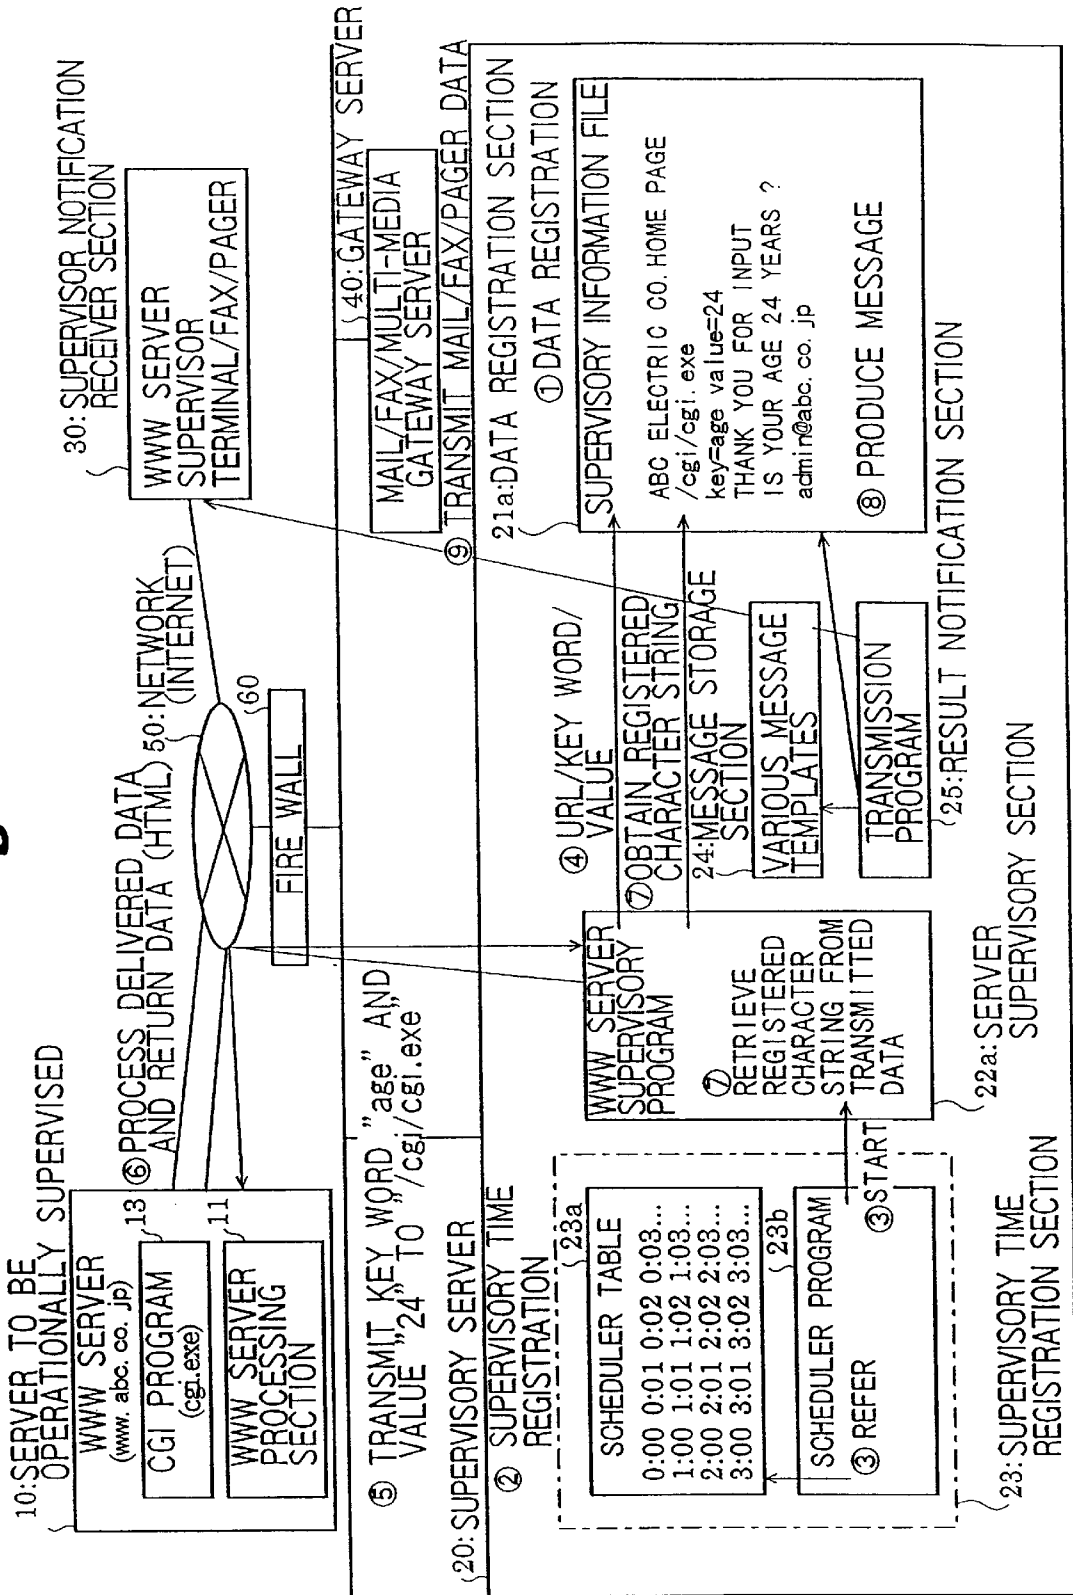 10:SERVER TO BE
OPERATIONALLY SUPERVISED
WWW SERVER
(www. abc. co. jp)
CGI PROGRAM
(cgi.exe)
13
11
WWW SERVER
PROCESSING
SECTION
⑥PROCESS DELIVERED DATA
AND RETURN DATA (HTML)
50:NETWORK
(INTERNET)
60
FIRE WALL
30:SUPERVISOR NOTIFICATION
RECEIVER SECTION
WWW SERVER
SUPERVISOR
TERMINAL/FAX/PAGER
40:GATEWAY SERVER
MAIL/FAX/MULTI-MEDIA
GATEWAY SERVER
⑨ TRANSMIT MAIL/FAX/PAGER DATA
⑤ TRANSMIT KEY WORD "age" AND
VALUE "24" TO "/cgi/cgi.exe"
20:SUPERVISORY SERVER
② SUPERVISORY TIME
REGISTRATION
23a
SCHEDULER TABLE
0:00 0:01 0:02 0:03...
1:00 1:01 1:02 1:03...
2:00 2:01 2:02 2:03...
3:00 3:01 3:02 3:03...
23b
SCHEDULER PROGRAM
③REFER
③START
23:SUPERVISORY TIME
REGISTRATION SECTION
WWW SERVER
SUPERVISORY
PROGRAM
⑦
RETRIEVE
REGISTERED
CHARACTER
STRING FROM
TRANSMITTED
DATA
22a:SERVER
SUPERVISORY SECTION
④ URL/KEY WORD/
VALUE
⑦OBTAIN REGISTERED
CHARACTER STRING
24:MESSAGE STORAGE
SECTION
VARIOUS MESSAGE
TEMPLATES
TRANSMISSION
PROGRAM
25:RESULT NOTIFICATION SECTION
21a:DATA REGISTRATION SECTION
①DATA REGISTRATION
SUPERVISORY INFORMATION FILE
ABC ELECTRIC CO. HOME PAGE
/cgi/cgi.exe
key=age value=24
THANK YOU FOR INPUT
IS YOUR AGE 24 YEARS ?
admin@abc. co. jp
⑧ PRODUCE MESSAGE